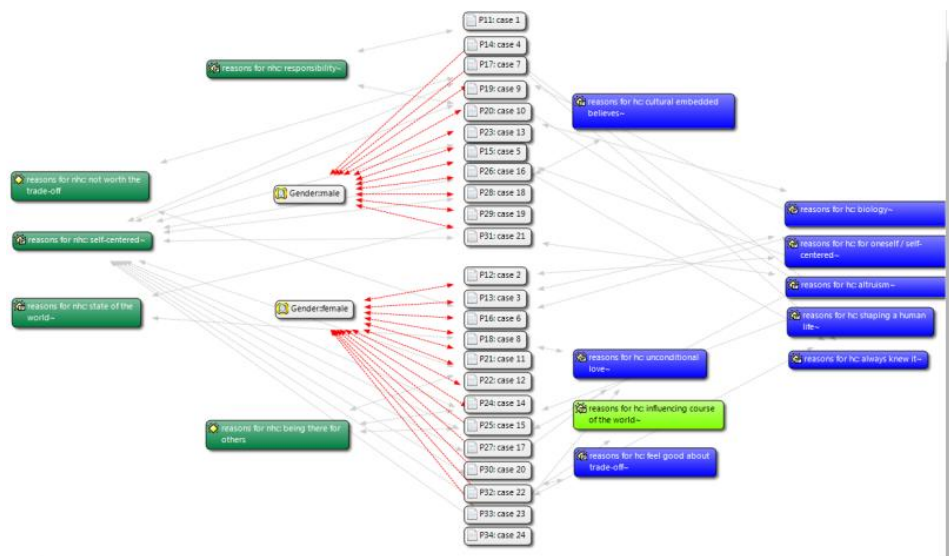 P11: case 1
P14: case 4
P17: case 7
P19: case 9
P20: case 10
P23: case 13
P15: case 5
P26: case 16
P28: case 18
P29: case 19
P31: case 21
reasons for nhc: responsibility~
reasons for nhc: not worth the
trade-off
reasons for nhc: self-centered~
reasons for nhc: state of the
world~
reasons for nhc: being there for
others
Gender:male
Gender:female
P12: case 2
P13: case 3
P16: case 6
P18: case 8
P21: case 11
P22: case 12
P24: case 14
P25: case 15
P27: case 17
P30: case 20
P32: case 22
P33: case 23
P34: case 24
reasons for hc: cultural embedded
believes~
reasons for hc: unconditional
love~
reasons for hc: influencing course
of the world~
reasons for hc: feel good about
trade-off~
reasons for hc: biology~
reasons for hc: for oneself / self-
centered~
reasons for hc: altruism~
reasons for hc: shaping a human
life~
reasons for hc: always knew it~